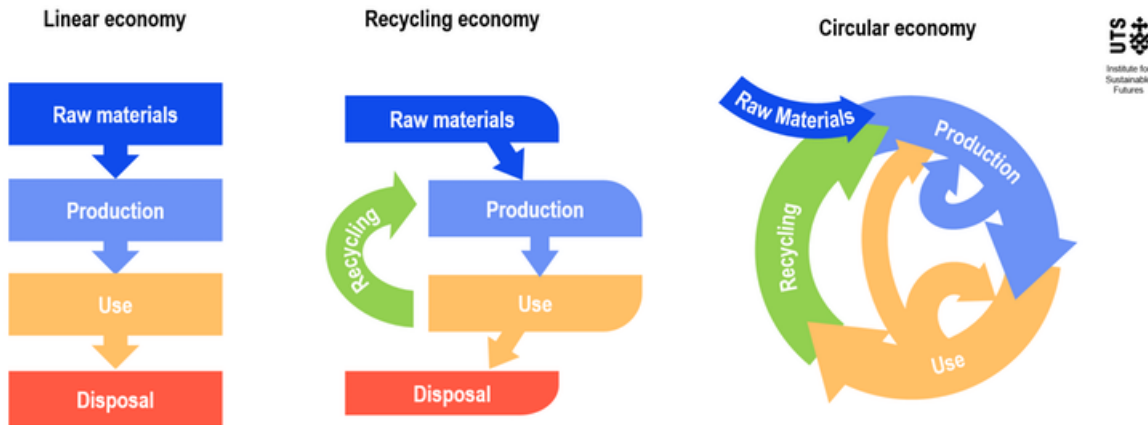 Linear economy
Raw materials
Production
Use
Disposal
Recycling economy
Raw materials
Production
Recycling
Use
Disposal
Circular economy
Raw Materials
Production
Recycling
Use
UTS
Institute for
Sustainable
Futures